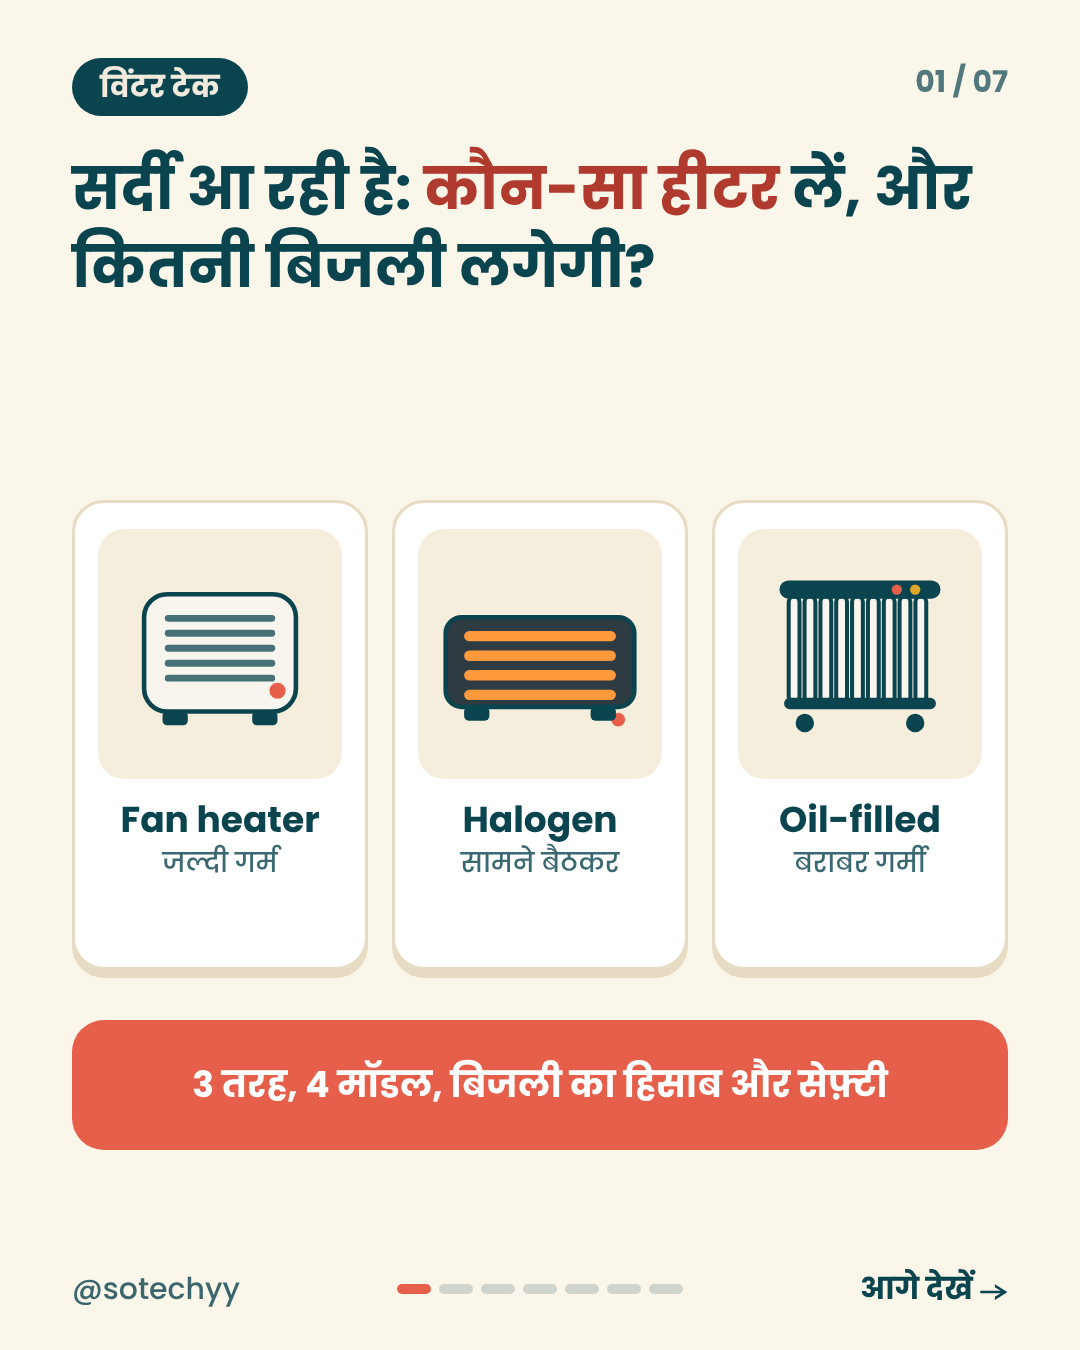 विंटर टेक
01 / 07
सर्दी आ रही है: कौन-सा हीटर लें, और
कितनी बिजली लगेगी?
Fan heater
जल्दी गर्म
Halogen
सामने बैठकर
Oil-filled
बराबर गर्मी
3 तरह, 4 मॉडल, बिजली का हिसाब और सेफ़्टी
@sotechyy
आगे देखें →